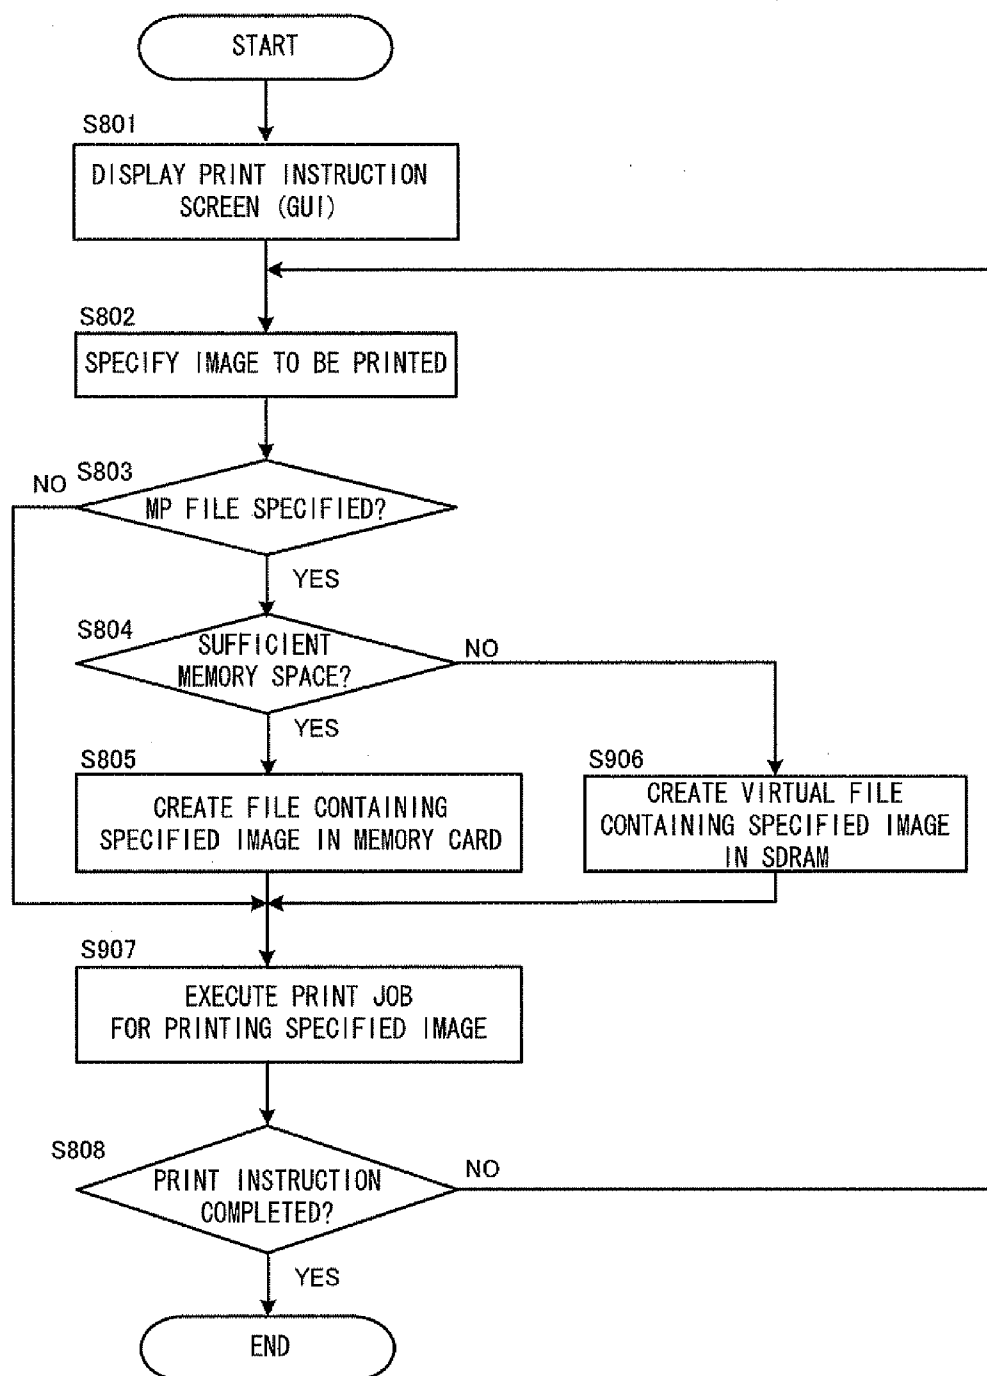 START
S801
DISPLAY PRINT INSTRUCTION
SCREEN (GUI)
S802
SPECIFY IMAGE TO BE PRINTED
S803
NO
MP FILE SPECIFIED?
YES
S804
SUFFICIENT
MEMORY SPACE?
NO
YES
S805
CREATE FILE CONTAINING
SPECIFIED IMAGE IN MEMORY CARD
S906
CREATE VIRTUAL FILE
CONTAINING SPECIFIED IMAGE
IN SDRAM
S907
EXECUTE PRINT JOB
FOR PRINTING SPECIFIED IMAGE
S808
PRINT INSTRUCTION
COMPLETED?
NO
YES
END